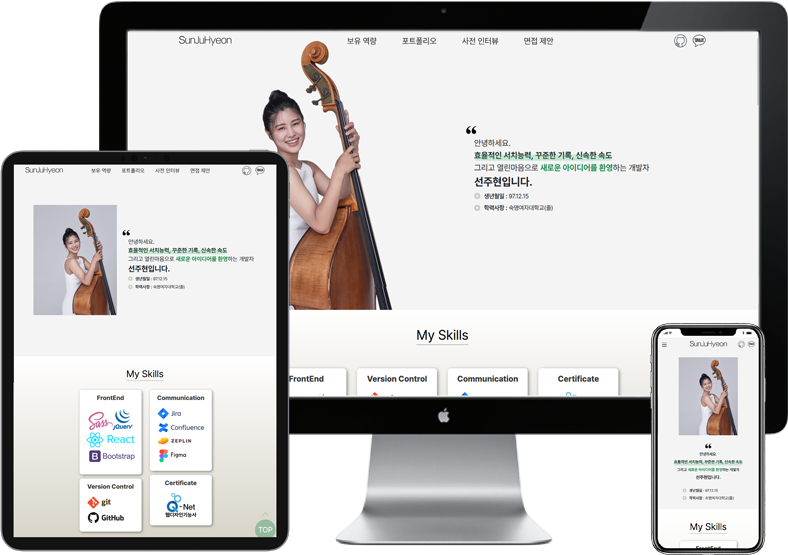 SunJuHyeon
보유 역량 포트폴리오 사전 인터뷰 면접 제안
TALK
“
안녕하세요.
효율적인 서치능력, 꾸준한 기록, 신속한 속도
그리고 열린마음으로 새로운 아이디어를 환영하는 개발자
선주현입니다.
생년월일 : 97.12.15
학력사항 : 숙명여자대학교(졸)
My Skills
FrontEnd Version Control Communication Certificate
SunJuHyeon
보유 역량 포트폴리오 사전 인터뷰 면접 제안
“
안녕하세요.
효율적인 서치능력, 꾸준한 기록, 신속한 속도
그리고 열린마음으로 새로운 아이디어를 환영하는 개발자
선주현입니다.
생년월일 : 97.12.15
학력사항 : 숙명여자대학교(졸)
My Skills
FrontEnd
Sass jQuery
React
B Bootstrap
Communication
Jira
Confluence
ZEPLIN
Figma
Version Control
git
GitHub
Certificate
Q-Net
웹디자인기능사
TOP
SunJuHyeon
“
안녕하세요.
효율적인 서치능력, 꾸준한 기록, 신속한 속도
그리고 열린마음으로 새로운 아이디어를 환영하는 개발자
선주현입니다.
생년월일 : 97.12.15
학력사항 : 숙명여자대학교(졸)
My Skills
FrontEnd